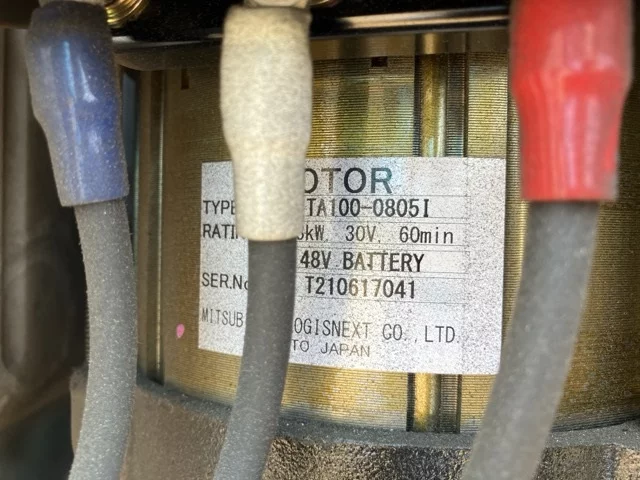 OTOR
TYPE TA100-0805I
RATI kW, 30V, 60min
48V BATTERY
SER.No T210617041
MITSUB OGISNEXT CO.,LTD.
TO JAPAN